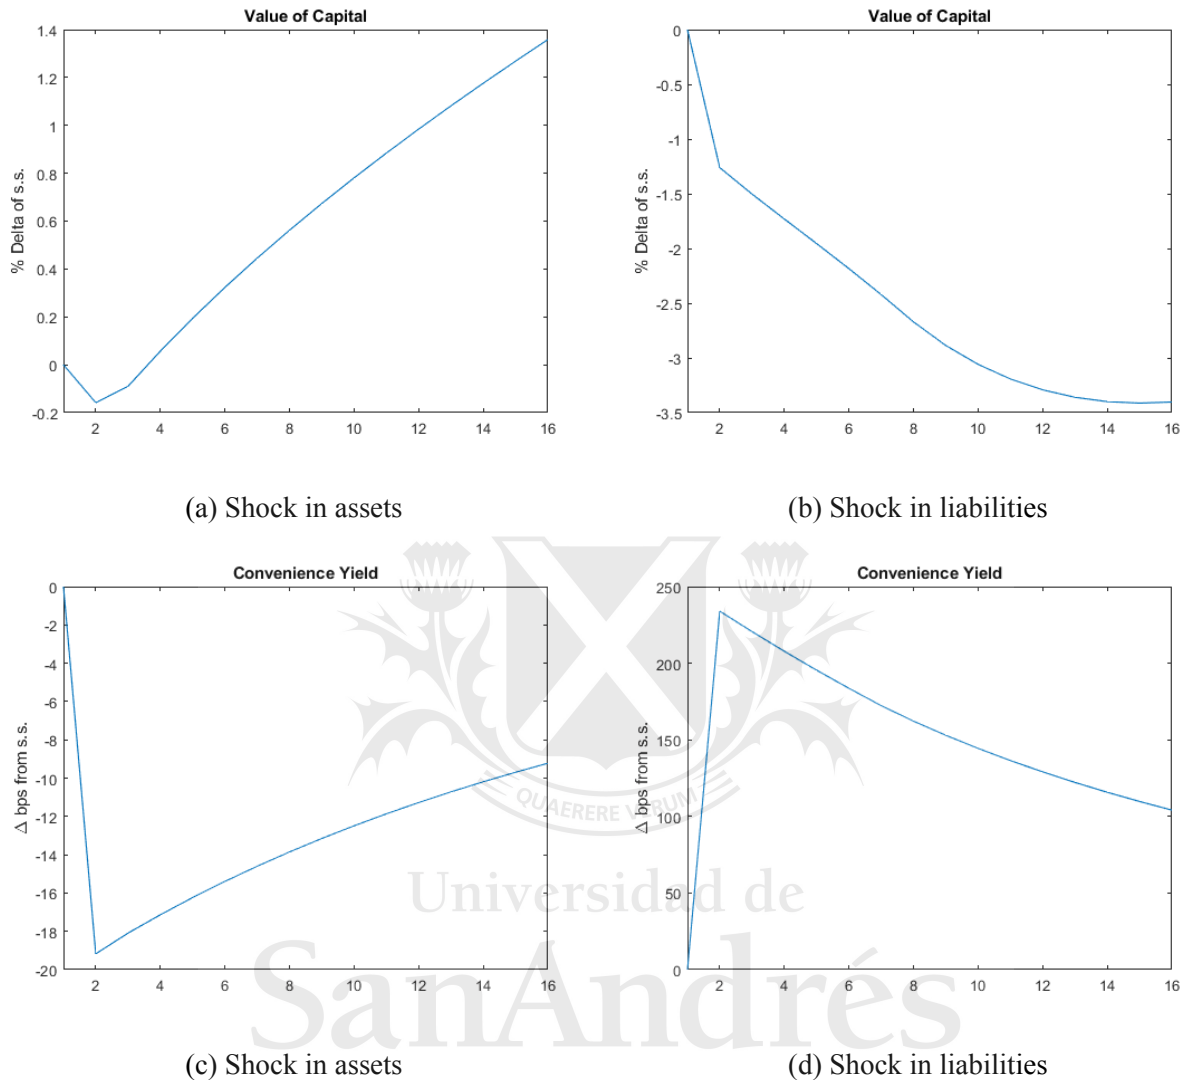 Value of Capital
1.4
1.2
1
0.8
0.6
0.4
0.2
0
-0.2
% Delta of s.s.
2 4 6 8 10 12 14 16
(a) Shock in assets
Value of Capital
0
-0.5
-1
-1.5
-2
-2.5
-3
-3.5
% Delta of s.s.
2 4 6 8 10 12 14 16
(b) Shock in liabilities
Convenience Yield
0
-2
-4
-6
-8
-10
-12
-14
-16
-18
-20
Δ bps from s.s.
2 4 6 8 10 12 14 16
(c) Shock in assets
Convenience Yield
250
200
150
100
50
0
Δ bps from s.s.
2 4 6 8 10 12 14 16
(d) Shock in liabilities
QUAERERE VERUM
Universidad de
SanAndrés